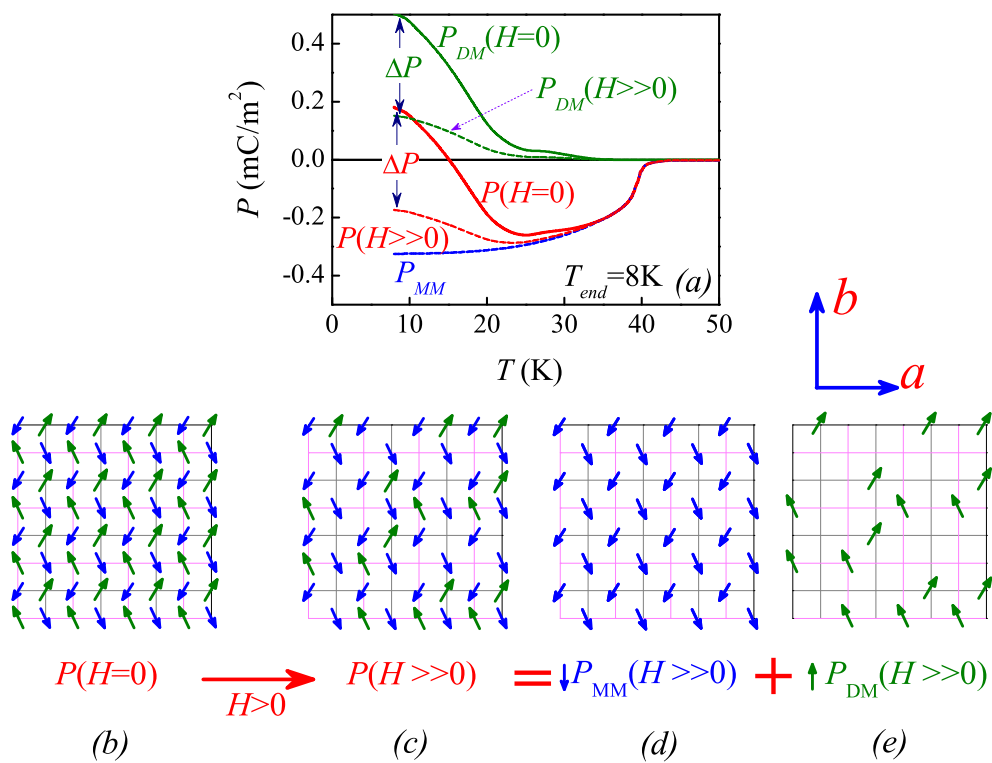 0.4
0.2
0.0
-0.2
-0.4
P (mC/m²)
P_DM(H=0)
ΔP
P_DM(H>>0)
ΔP
P(H=0)
P(H>>0)
P_MM
T_end=8K (a)
0 10 20 30 40 50
T (K)
b
a
P(H=0) H>0 P(H >>0) = ↓P_MM(H >>0) + ↑P_DM(H >>0)
(b) (c) (d) (e)